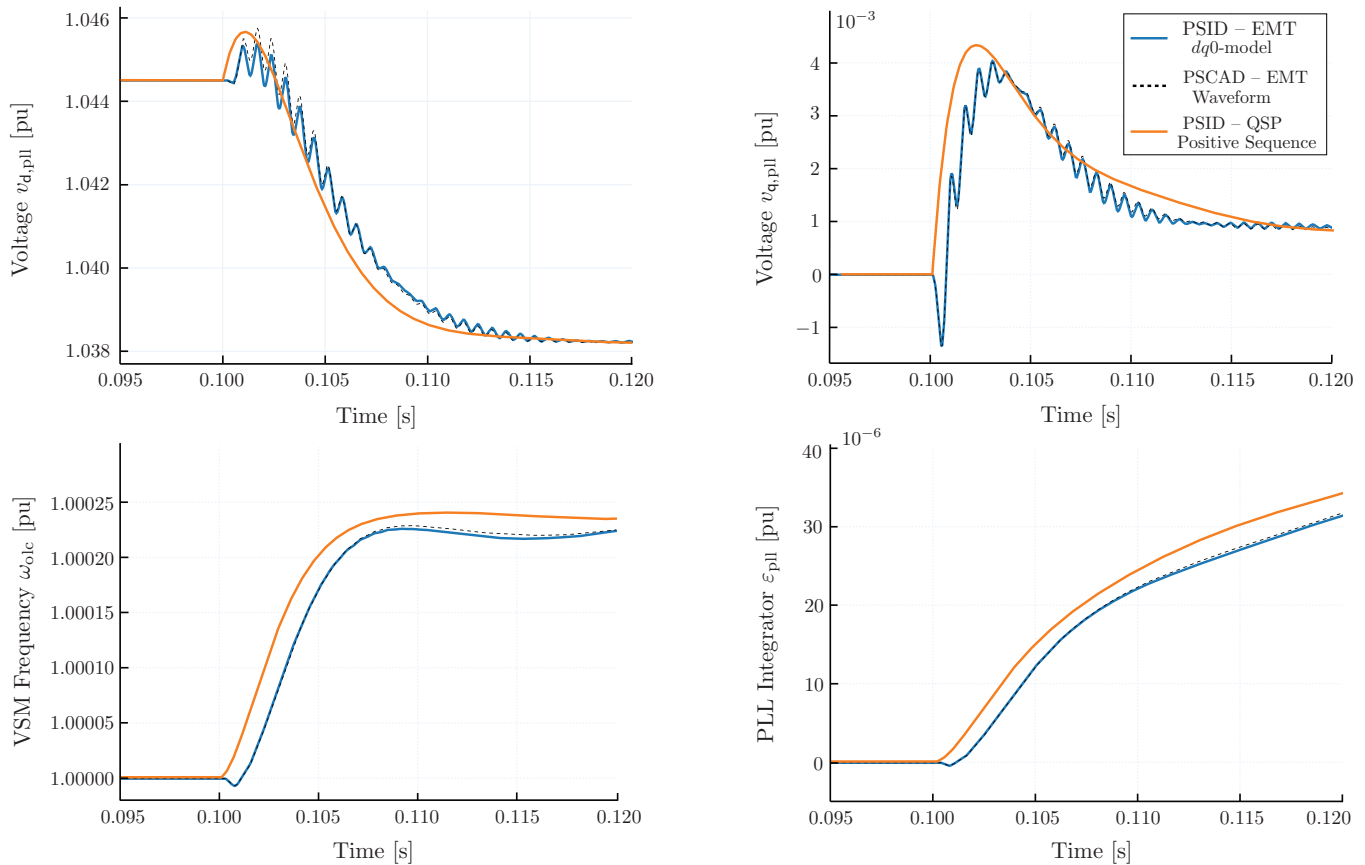 1.046
1.044
1.042
1.040
1.038
Voltage v_d,pll [pu]
0.095 0.100 0.105 0.110 0.115 0.120
Time [s]
10^−3
4
3
2
1
0
−1
Voltage v_q,pll [pu]
0.095 0.100 0.105 0.110 0.115 0.120
Time [s]
PSID – EMT
dq0-model
PSCAD – EMT
Waveform
PSID – QSP
Positive Sequence
1.00025
1.00020
1.00015
1.00010
1.00005
1.00000
VSM Frequency ω_olc [pu]
0.095 0.100 0.105 0.110 0.115 0.120
Time [s]
10^−6
40
30
20
10
0
PLL Integrator ε_pll [pu]
0.095 0.100 0.105 0.110 0.115 0.120
Time [s]